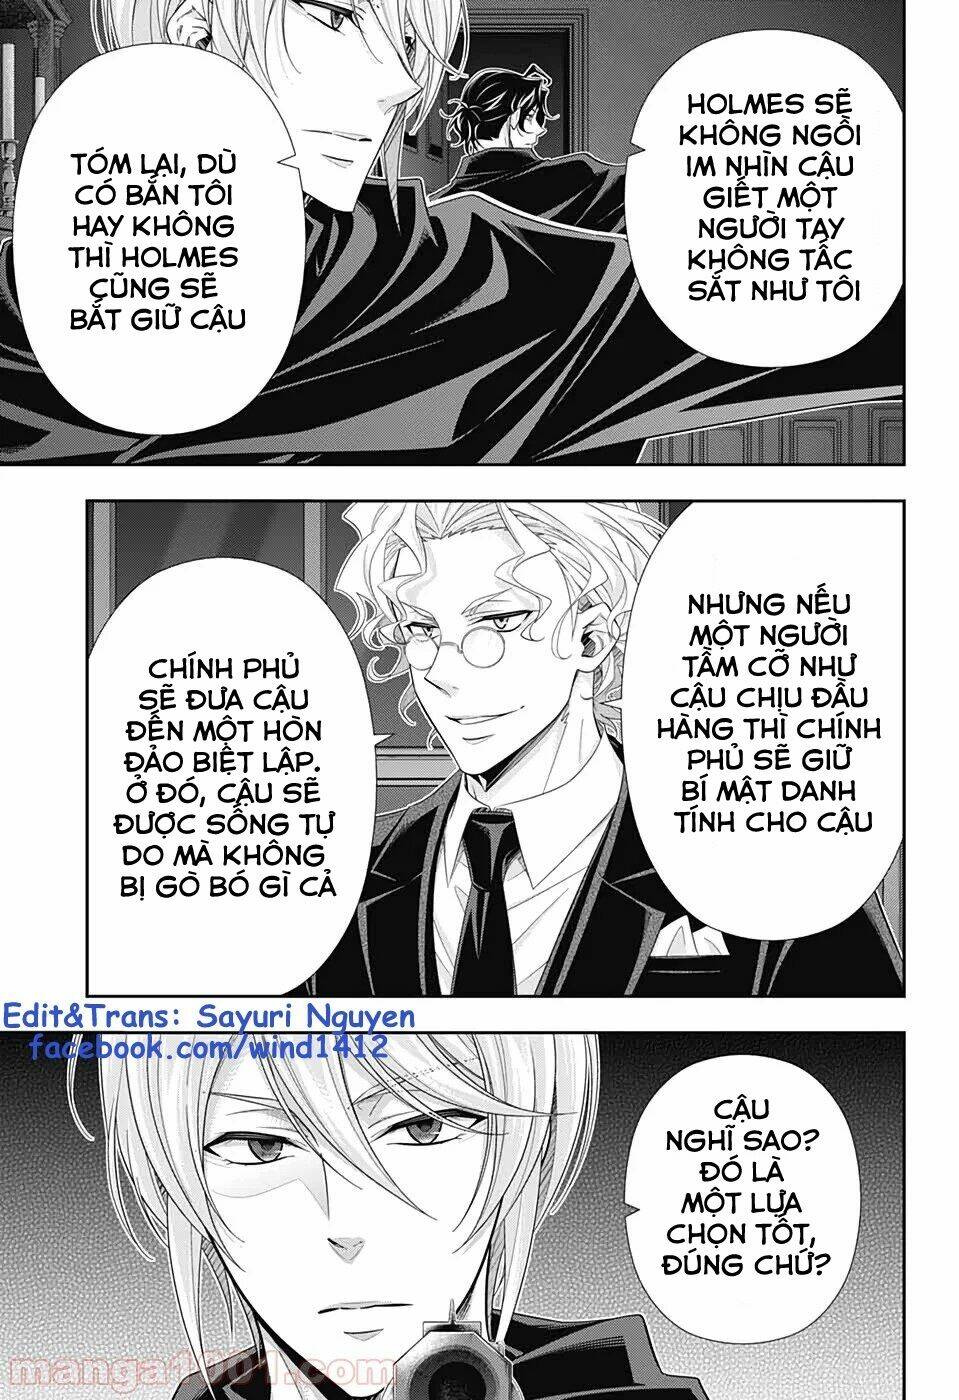 HOLMES SẼ
KHÔNG NGỒI
IM NHÌN CẬU
GIẾT MỘT
NGƯỜI TAY
KHÔNG TẤC
SẮT NHƯ TÔI
TÓM LẠI, DÙ
CÓ BẮN TÔI
HAY KHÔNG
THÌ HOLMES
CŨNG SẼ
BẮT GIỮ CẬU
NHƯNG NẾU
MỘT NGƯỜI
TẦM CỠ NHƯ
CẬU CHỊU ĐẦU
HÀNG THÌ CHÍNH
PHỦ SẼ GIỮ
BÍ MẬT DANH
TÍNH CHO CẬU
CHÍNH PHỦ
SẼ ĐƯA CẬU
ĐẾN MỘT HÒN
ĐẢO BIỆT LẬP.
Ở ĐÓ, CẬU SẼ
ĐƯỢC SỐNG TỰ
DO MÀ KHÔNG
BỊ GÒ BÓ GÌ CẢ
Edit&Trans: Sayuri Nguyen
facebook.com/wind1412
CẬU
NGHĨ SAO?
ĐÓ LÀ
MỘT LỰA
CHỌN TỐT,
ĐÚNG CHỨ?
manga1001.com